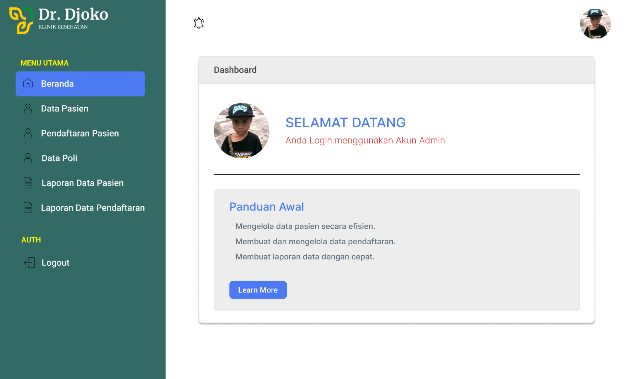 Dr. Djoko
KLINIK KESEHATAN
MENU UTAMA
Beranda
Data Pasien
Pendaftaran Pasien
Data Poli
Laporan Data Pasien
Laporan Data Pendaftaran
AUTH
Logout
Dashboard
SELAMAT DATANG
Anda Login menggunakan Akun Admin
Panduan Awal
Mengelola data pasien secara efisien.
Membuat dan mengelola data pendaftaran.
Membuat laporan data dengan cepat.
Learn More